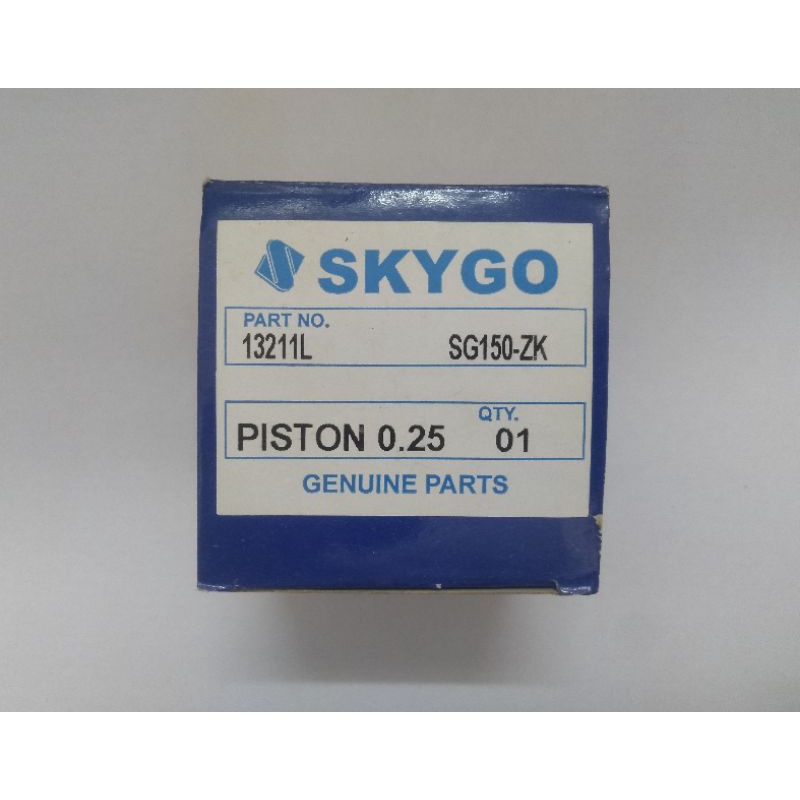 SKYGO
PART NO.
13211L SG150-ZK
QTY.
PISTON 0.25 01
GENUINE PARTS